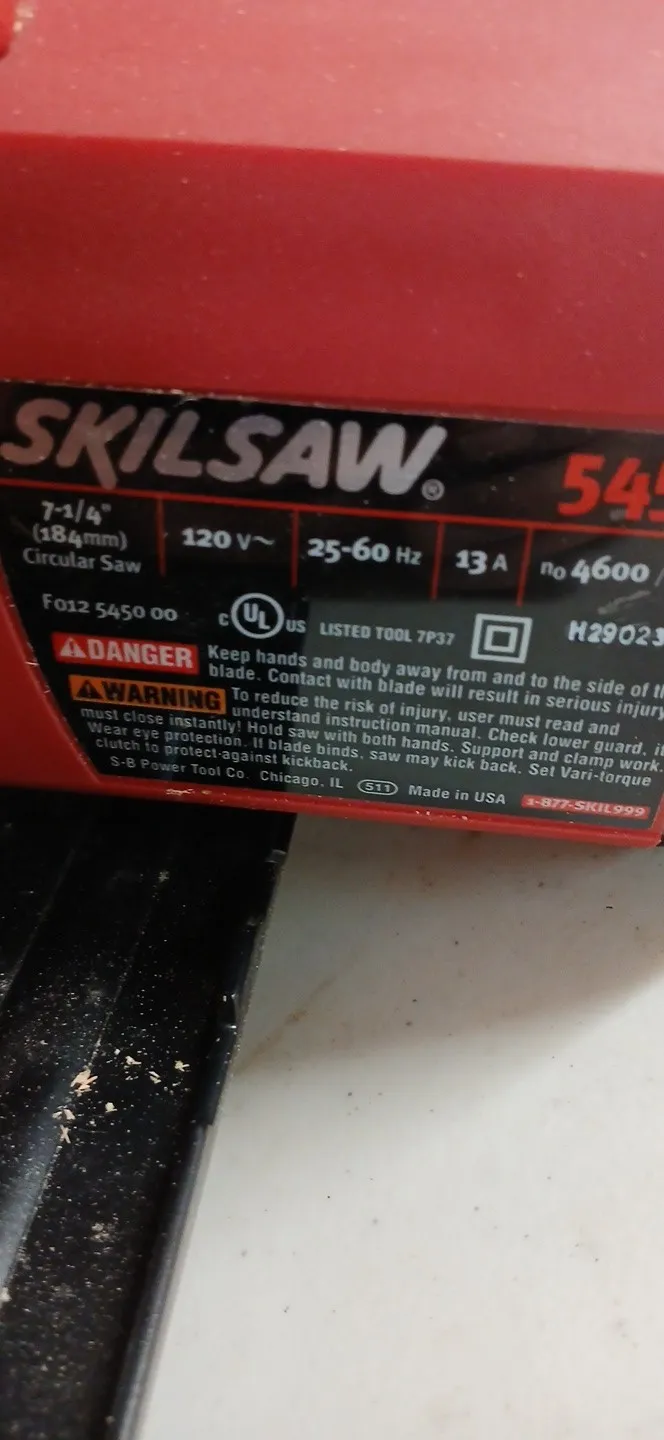 SKILSAW®
545
7-1/4"
(184mm)
Circular Saw
120 V~
25-60 Hz
13 A
n₀ 4600 /
F012 5450 00
C UL US
LISTED TOOL 7P37
H29023
DANGER Keep hands and body away from and to the side of th
blade. Contact with blade will result in serious injury
WARNING To reduce the risk of injury, user must read and
understand instruction manual. Check lower guard, it
must close instantly! Hold saw with both hands. Support and clamp work.
Wear eye protection. If blade binds, saw may kick back. Set Vari-torque
clutch to protect against kickback.
S-B Power Tool Co. Chicago, IL 511 Made in USA 1-877-SKIL999